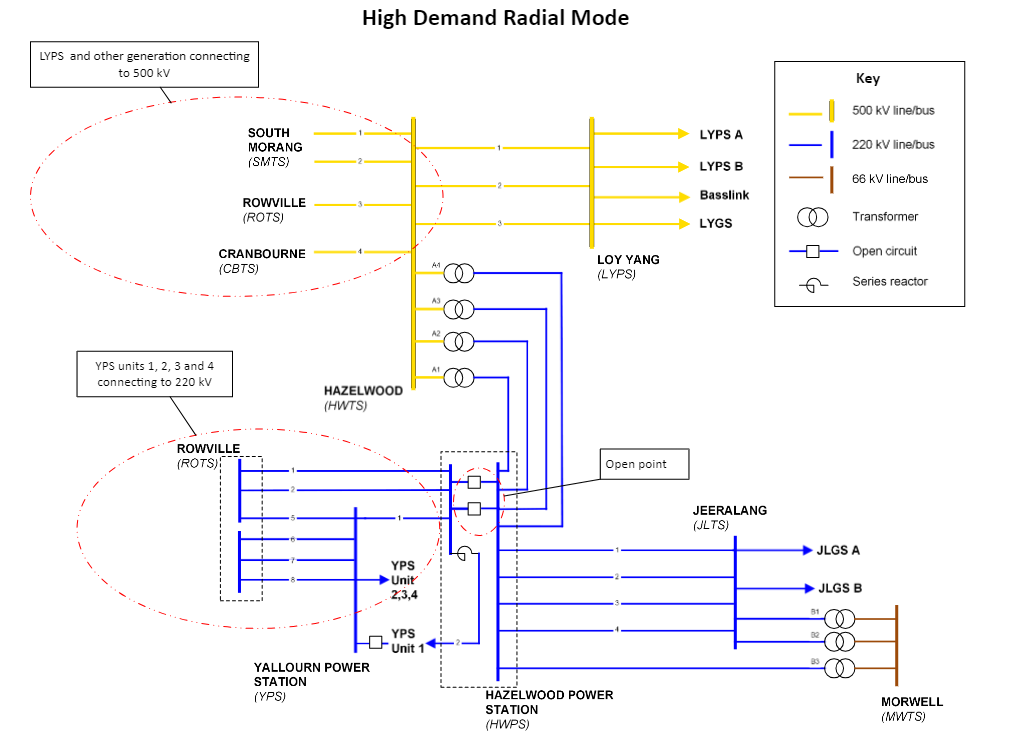 High Demand Radial Mode
LYPS and other generation connecting
to 500 kV
Key
500 kV line/bus
220 kV line/bus
66 kV line/bus
Transformer
Open circuit
Series reactor
SOUTH
MORANG
(SMTS)
1
2
ROWVILLE
(ROTS)
3
CRANBOURNE
(CBTS)
4
1
2
3
LYPS A
LYPS B
Basslink
LYGS
LOY YANG
(LYPS)
A4
A3
A2
A1
HAZELWOOD
(HWTS)
YPS units 1, 2, 3 and 4
connecting to 220 kV
ROWVILLE
(ROTS)
1
2
5
1
6
7
8
YPS
Unit
2,3,4
YPS
Unit 1
2
YALLOURN POWER
STATION
(YPS)
Open point
JEERALANG
(JLTS)
1
2
3
4
JLGS A
JLGS B
B1
B2
B3
HAZELWOOD POWER
STATION
(HWPS)
MORWELL
(MWTS)